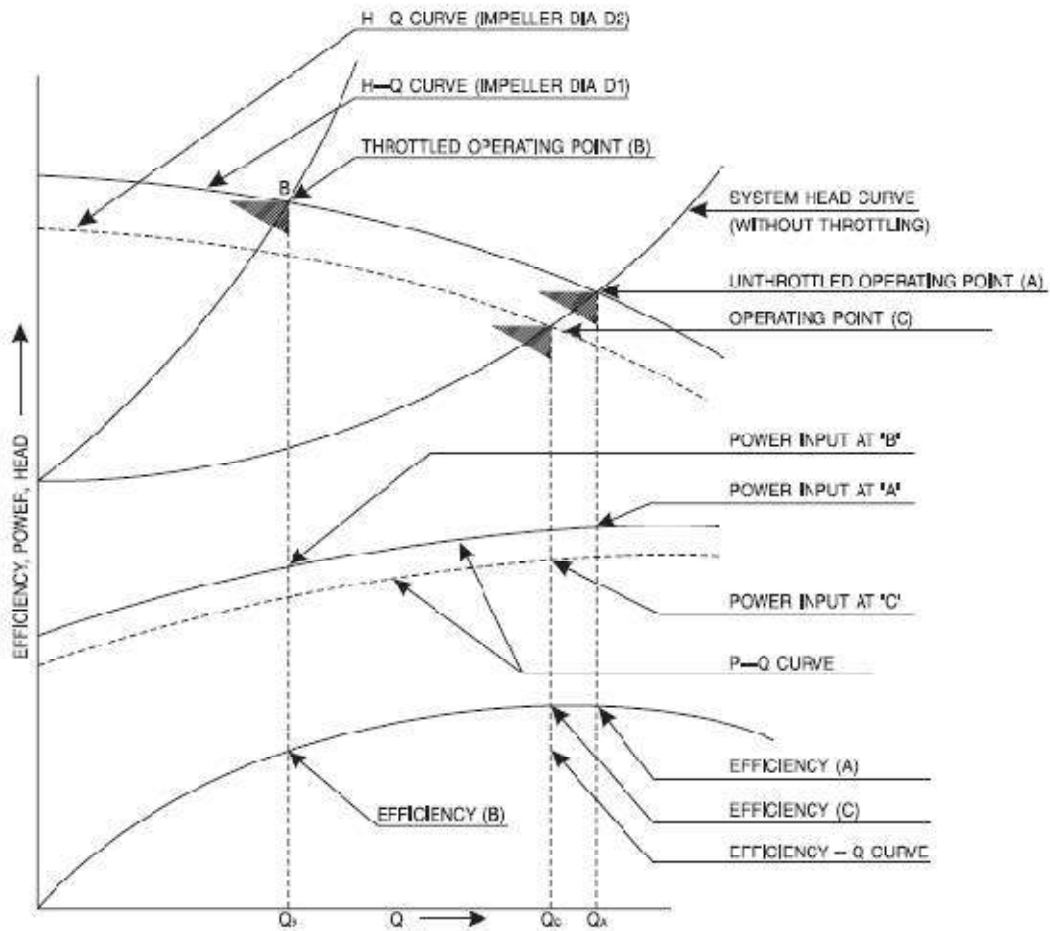 H Q CURVE (IMPELLER DIA D2)
H-Q CURVE (IMPELLER DIA D1)
THROTTLED OPERATING POINT (B)
B
SYSTEM HEAD CURVE
(WITHOUT THROTTLING)
UNTHROTTLED OPERATING POINT (A)
OPERATING POINT (C)
EFFICIENCY, POWER, HEAD
POWER INPUT AT "B"
POWER INPUT AT "A"
POWER INPUT AT "C"
P-Q CURVE
EFFICIENCY (A)
EFFICIENCY (B)
EFFICIENCY (C)
EFFICIENCY - Q CURVE
Q
QA